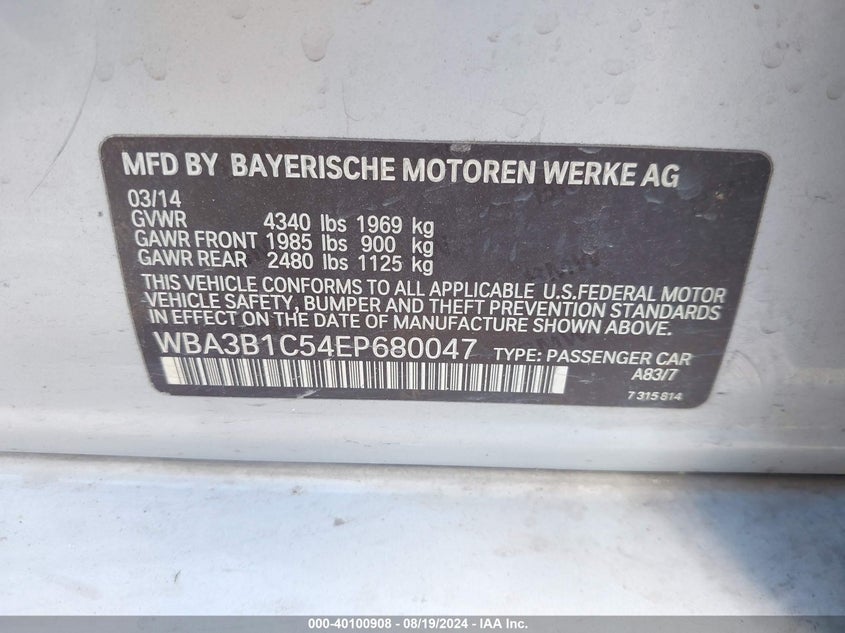 MFD BY BAYERISCHE MOTOREN WERKE AG
03/14
GVWR 4340 lbs 1969 kg
GAWR FRONT 1985 lbs 900 kg
GAWR REAR 2480 lbs 1125 kg
THIS VEHICLE CONFORMS TO ALL APPLICABLE U.S.FEDERAL MOTOR
VEHICLE SAFETY, BUMPER AND THEFT PREVENTION STANDARDS
IN EFFECT ON THE DATE OF MANUFACTURE SHOWN ABOVE.
WBA3B1C54EP680047 TYPE: PASSENGER CAR
A83/7
7 315 814
000-40100908 - 08/19/2024 - IAA Inc.